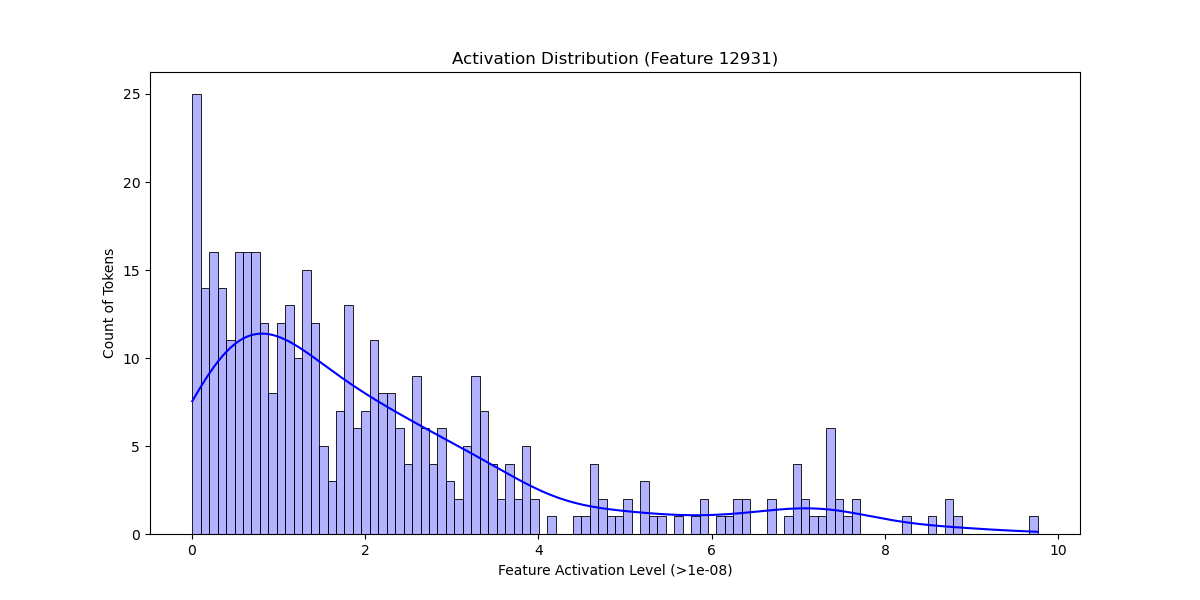 Activation Distribution (Feature 12931)
25
20
15
10
5
0
Count of Tokens
0 2 4 6 8 10
Feature Activation Level (>1e-08)